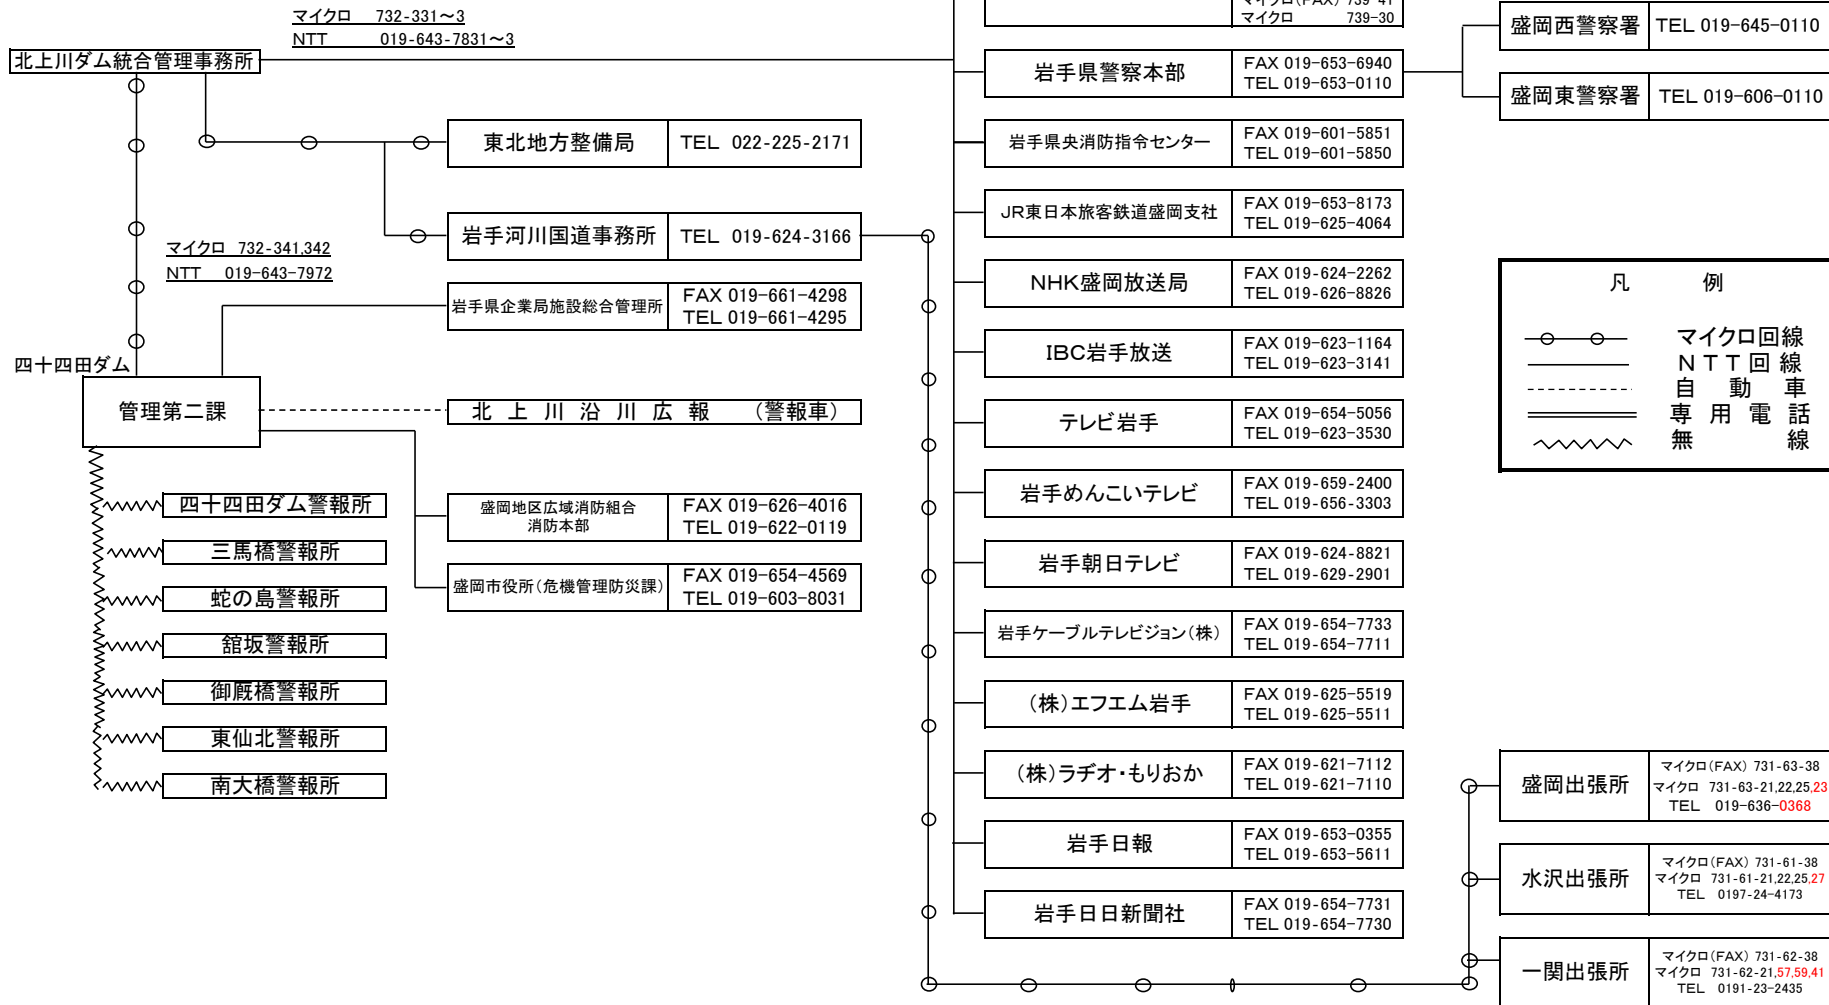 マイクロ 732-331～3
NTT 019-643-7831～3
北上川ダム統合管理事務所
東北地方整備局 TEL 022-225-2171
岩手河川国道事務所 TEL 019-624-3166
マイクロ 732-341,342
NTT 019-643-7972
岩手県企業局施設総合管理所
FAX 019-661-4298
TEL 019-661-4295
四十四田ダム
管理第二課
北上川沿川広報 （警報車）
盛岡地区広域消防組合
消防本部
FAX 019-626-4016
TEL 019-622-0119
盛岡市役所（危機管理防災課）
FAX 019-654-4569
TEL 019-603-8031
四十四田ダム警報所
三馬橋警報所
蛇の島警報所
舘坂警報所
御厩橋警報所
東仙北警報所
南大橋警報所
マイクロ(FAX) 739-41
マイクロ 739-30
岩手県警察本部
FAX 019-653-6940
TEL 019-653-0110
岩手県央消防指令センター
FAX 019-601-5851
TEL 019-601-5850
JR東日本旅客鉄道盛岡支社
FAX 019-653-8173
TEL 019-625-4064
NHK盛岡放送局
FAX 019-624-2262
TEL 019-626-8826
IBC岩手放送
FAX 019-623-1164
TEL 019-623-3141
テレビ岩手
FAX 019-654-5056
TEL 019-623-3530
岩手めんこいテレビ
FAX 019-659-2400
TEL 019-656-3303
岩手朝日テレビ
FAX 019-624-8821
TEL 019-629-2901
岩手ケーブルテレビジョン（株）
FAX 019-654-7733
TEL 019-654-7711
（株）エフエム岩手
FAX 019-625-5519
TEL 019-625-5511
（株）ラヂオ・もりおか
FAX 019-621-7112
TEL 019-621-7110
岩手日報
FAX 019-653-0355
TEL 019-653-5611
岩手日日新聞社
FAX 019-654-7731
TEL 019-654-7730
盛岡西警察署 TEL 019-645-0110
盛岡東警察署 TEL 019-606-0110
凡 例
マイクロ回線
NTT回線
自動車
専用電話
無線
盛岡出張所
マイクロ(FAX) 731-63-38
マイクロ 731-63-21,22,25,23
TEL 019-636-0368
水沢出張所
マイクロ(FAX) 731-61-38
マイクロ 731-61-21,22,25,27
TEL 0197-24-4173
一関出張所
マイクロ(FAX) 731-62-38
マイクロ 731-62-21,57,59,41
TEL 0191-23-2435